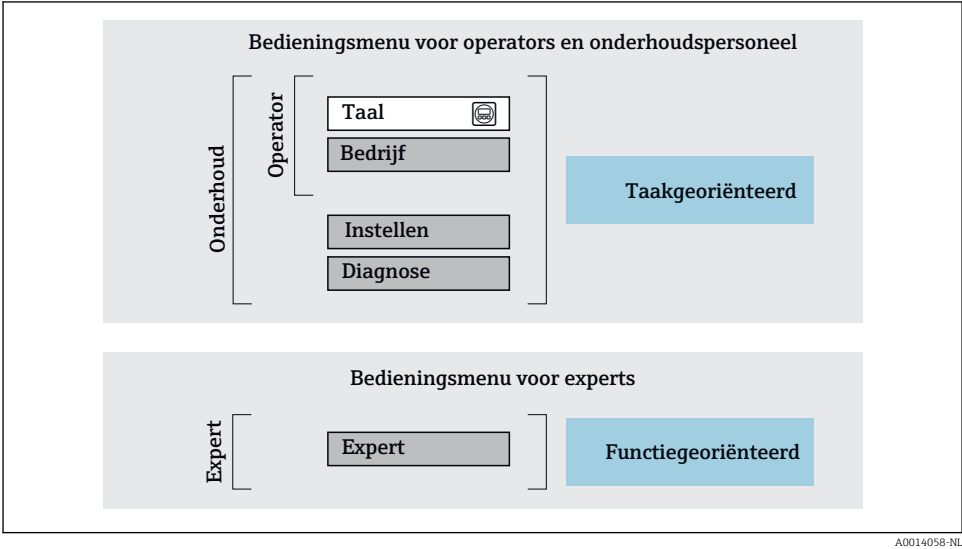 Bedieningsmenu voor operators en onderhoudspersoneel
Onderhoud
Operator
Taal
Bedrijf
Instellen
Diagnose
Taakgeoriënteerd
Bedieningsmenu voor experts
Expert
Expert
Functiegeoriënteerd
A0014058-NL